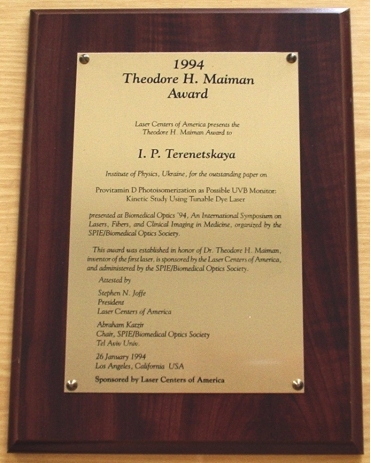 1994
Theodore H. Maiman
Award
Laser Centers of America presents the
Theodore H. Maiman Award to
I. P. Terenetskaya
Institute of Physics, Ukraine, for the outstanding paper on
Provitamin D Photoisomerization as Possible UVB Monitor:
Kinetic Study Using Tunable Dye Laser
presented at Biomedical Optics '94, An International Symposium on
Lasers, Fibers, and Clinical Imaging in Medicine, organized by the
SPIE/Biomedical Optics Society.
This award was established in honor of Dr. Theodore H. Maiman,
inventor of the first laser, is sponsored by the Laser Centers of America,
and administered by the SPIE/Biomedical Optics Society.
Attested by
Stephen N. Joffe
President
Laser Centers of America
Abraham Katzir
Chair, SPIE/Biomedical Optics Society
Tel Aviv Univ.
26 January 1994
Los Angeles, California USA
Sponsored by Laser Centers of America